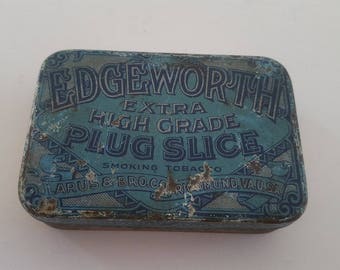 EDGEWORTH
EXTRA
HIGH GRADE
PLUG SLICE
SMOKING TOBACCO
LARUS & BRO. CO. RICHMOND VA. U.S.A.